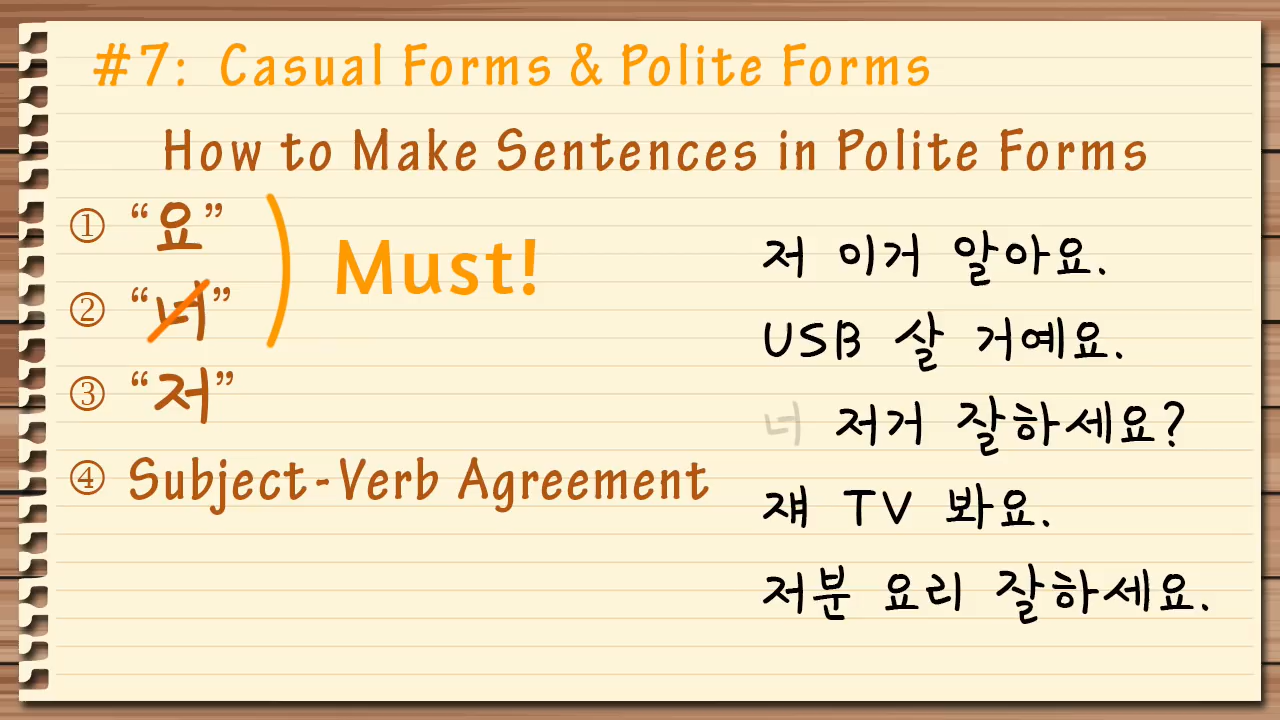 #7: Casual Forms & Polite Forms
How to Make Sentences in Polite Forms
① “요”
② “너”
Must!
③ “저”
④ Subject-Verb Agreement
저 이거 알아요.
USB 살 거예요.
너 저거 잘하세요?
쟤 TV 봐요.
저분 요리 잘하세요.